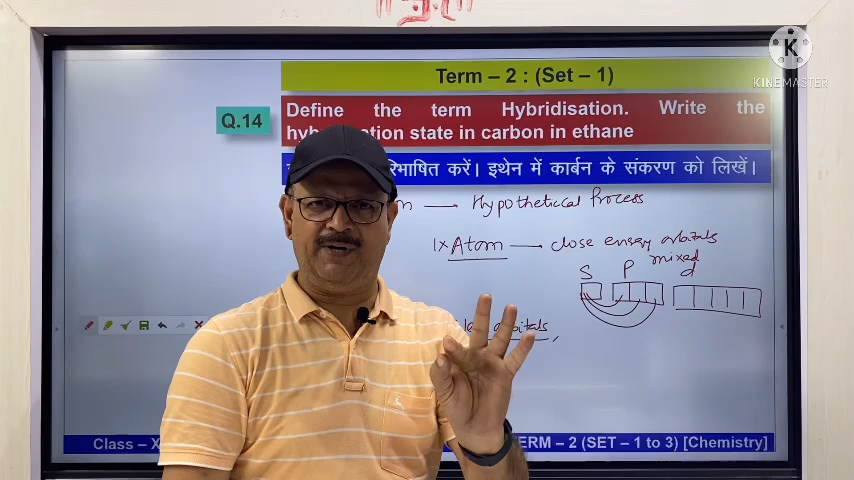 K
KINEMASTER
Term – 2 : (Set – 1)
Q.14
Define the term Hybridisation. Write the
state in carbon in ethane
करें। इथेन में कार्बन के संकरण को लिखें।
Hypothetical Process
1x Atom close energy orbitals
mixed
S P d
orbitals,
Class – X
TERM – 2 (SET – 1 to 3) [Chemistry]